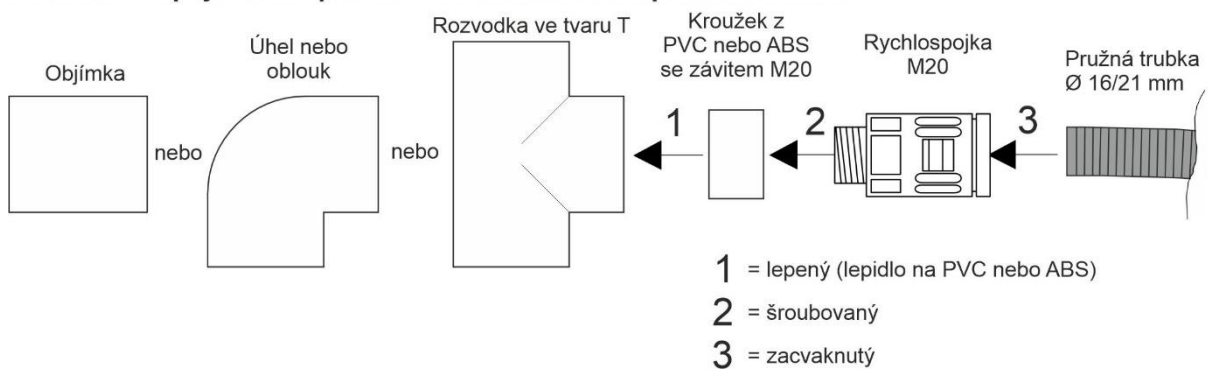 Objímka
nebo
Úhel nebo
oblouk
nebo
Rozvodka ve tvaru T
1
Kroužek z
PVC nebo ABS
se závitem M20
2
Rychlospojka
M20
3
Pružná trubka
Ø 16/21 mm
1 = lepený (lepidlo na PVC nebo ABS)
2 = šroubovaný
3 = zacvaknutý